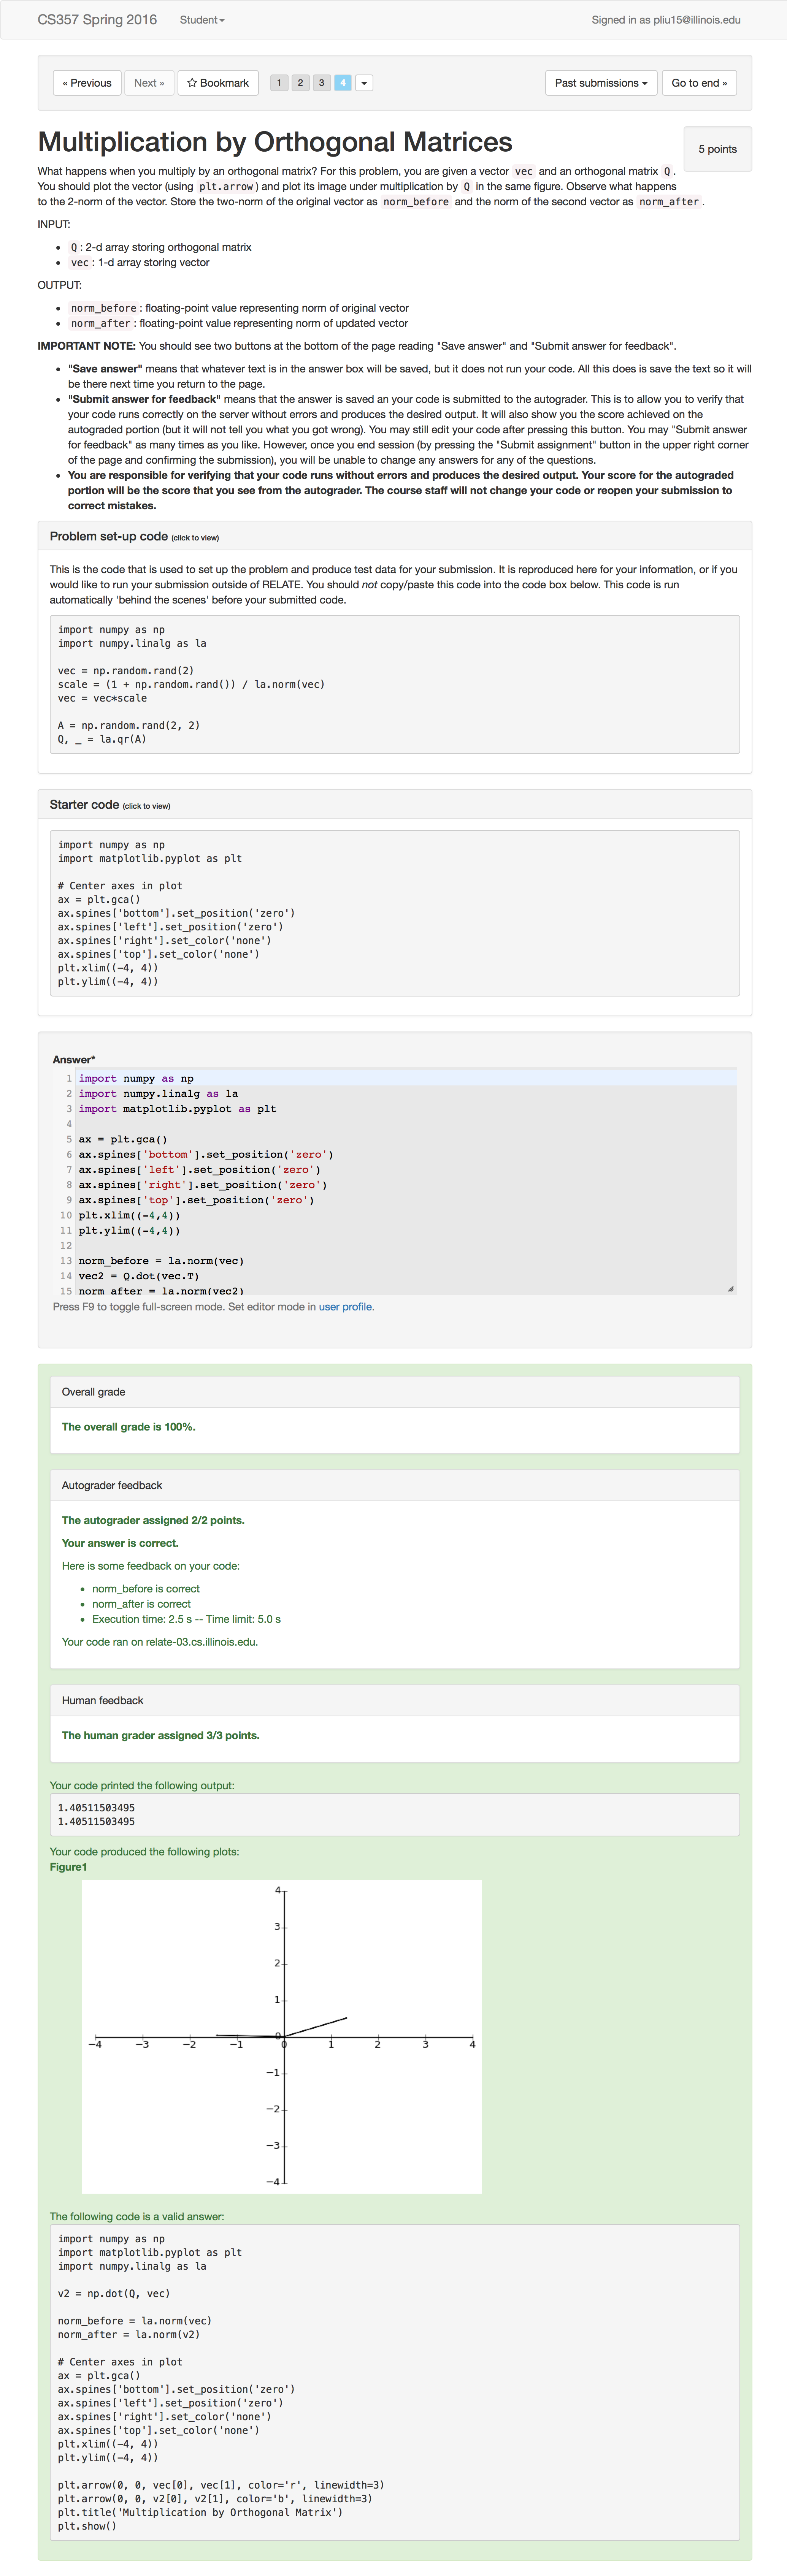 CS357 Spring 2016
Student
Signed in as pliu15@illinois.edu
« Previous
Next »
Bookmark
1
2
3
4
Past submissions
Go to end »
Multiplication by Orthogonal Matrices
5 points
What happens when you multiply by an orthogonal matrix? For this problem, you are given a vector vec and an orthogonal matrix Q .
You should plot the vector (using plt.arrow ) and plot its image under multiplication by Q in the same figure. Observe what happens
to the 2-norm of the vector. Store the two-norm of the original vector as norm_before and the norm of the second vector as norm_after .
INPUT:
• Q : 2-d array storing orthogonal matrix
• vec : 1-d array storing vector
OUTPUT:
• norm_before : floating-point value representing norm of original vector
• norm_after : floating-point value representing norm of updated vector
IMPORTANT NOTE: You should see two buttons at the bottom of the page reading "Save answer" and "Submit answer for feedback".
• "Save answer" means that whatever text is in the answer box will be saved, but it does not run your code. All this does is save the text so it will
be there next time you return to the page.
• "Submit answer for feedback" means that the answer is saved an your code is submitted to the autograder. This is to allow you to verify that
your code runs correctly on the server without errors and produces the desired output. It will also show you the score achieved on the
autograded portion (but it will not tell you what you got wrong). You may still edit your code after pressing this button. You may "Submit answer
for feedback" as many times as you like. However, once you end session (by pressing the "Submit assignment" button in the upper right corner
of the page and confirming the submission), you will be unable to change any answers for any of the questions.
• You are responsible for verifying that your code runs without errors and produces the desired output. Your score for the autograded
portion will be the score that you see from the autograder. The course staff will not change your code or reopen your submission to
correct mistakes.
Problem set-up code (click to view)
This is the code that is used to set up the problem and produce test data for your submission. It is reproduced here for your information, or if you
would like to run your submission outside of RELATE. You should not copy/paste this code into the code box below. This code is run
automatically 'behind the scenes' before your submitted code.
import numpy as np
import numpy.linalg as la
vec = np.random.rand(2)
scale = (1 + np.random.rand()) / la.norm(vec)
vec = vec*scale
A = np.random.rand(2, 2)
Q, _ = la.qr(A)
Starter code (click to view)
import numpy as np
import matplotlib.pyplot as plt
# Center axes in plot
ax = plt.gca()
ax.spines['bottom'].set_position('zero')
ax.spines['left'].set_position('zero')
ax.spines['right'].set_color('none')
ax.spines['top'].set_color('none')
plt.xlim((-4, 4))
plt.ylim((-4, 4))
Answer*
1 import numpy as np
2 import numpy.linalg as la
3 import matplotlib.pyplot as plt
4
5 ax = plt.gca()
6 ax.spines['bottom'].set_position('zero')
7 ax.spines['left'].set_position('zero')
8 ax.spines['right'].set_position('zero')
9 ax.spines['top'].set_position('zero')
10 plt.xlim((-4,4))
11 plt.ylim((-4,4))
12
13 norm_before = la.norm(vec)
14 vec2 = Q.dot(vec.T)
15 norm_after = la.norm(vec2)
Press F9 to toggle full-screen mode. Set editor mode in user profile.
Overall grade
The overall grade is 100%.
Autograder feedback
The autograder assigned 2/2 points.
Your answer is correct.
Here is some feedback on your code:
• norm_before is correct
• norm_after is correct
• Execution time: 2.5 s -- Time limit: 5.0 s
Your code ran on relate-03.cs.illinois.edu.
Human feedback
The human grader assigned 3/3 points.
Your code printed the following output:
1.40511503495
1.40511503495
Your code produced the following plots:
Figure1
4
3
2
1
0
−4 −3 −2 −1 0 1 2 3 4
−1
−2
−3
−4
The following code is a valid answer:
import numpy as np
import matplotlib.pyplot as plt
import numpy.linalg as la
v2 = np.dot(Q, vec)
norm_before = la.norm(vec)
norm_after = la.norm(v2)
# Center axes in plot
ax = plt.gca()
ax.spines['bottom'].set_position('zero')
ax.spines['left'].set_position('zero')
ax.spines['right'].set_color('none')
ax.spines['top'].set_color('none')
plt.xlim((-4, 4))
plt.ylim((-4, 4))
plt.arrow(0, 0, vec[0], vec[1], color='r', linewidth=3)
plt.arrow(0, 0, v2[0], v2[1], color='b', linewidth=3)
plt.title('Multiplication by Orthogonal Matrix')
plt.show()